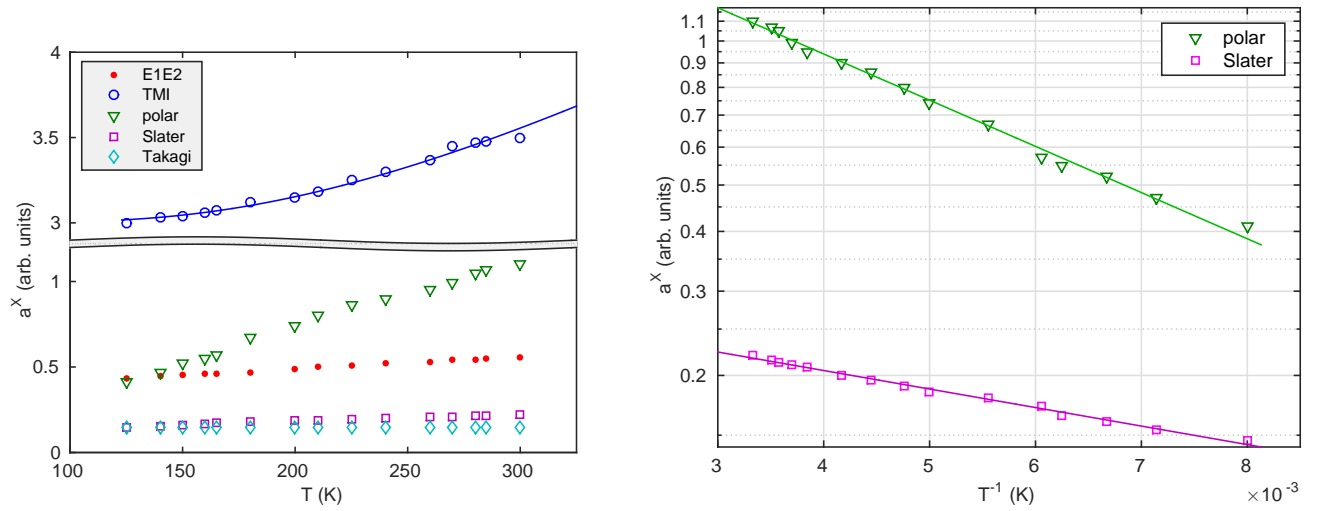 4
3.5
3
1
0.5
0
100
150
200
250
300
T (K)
a^X (arb. units)
E1E2
TMI
polar
Slater
Takagi
1.1
1
0.9
0.8
0.7
0.6
0.5
0.4
0.3
0.2
3
4
5
6
7
8
×10^-3
T^-1 (K)
a^X (arb. units)
polar
Slater